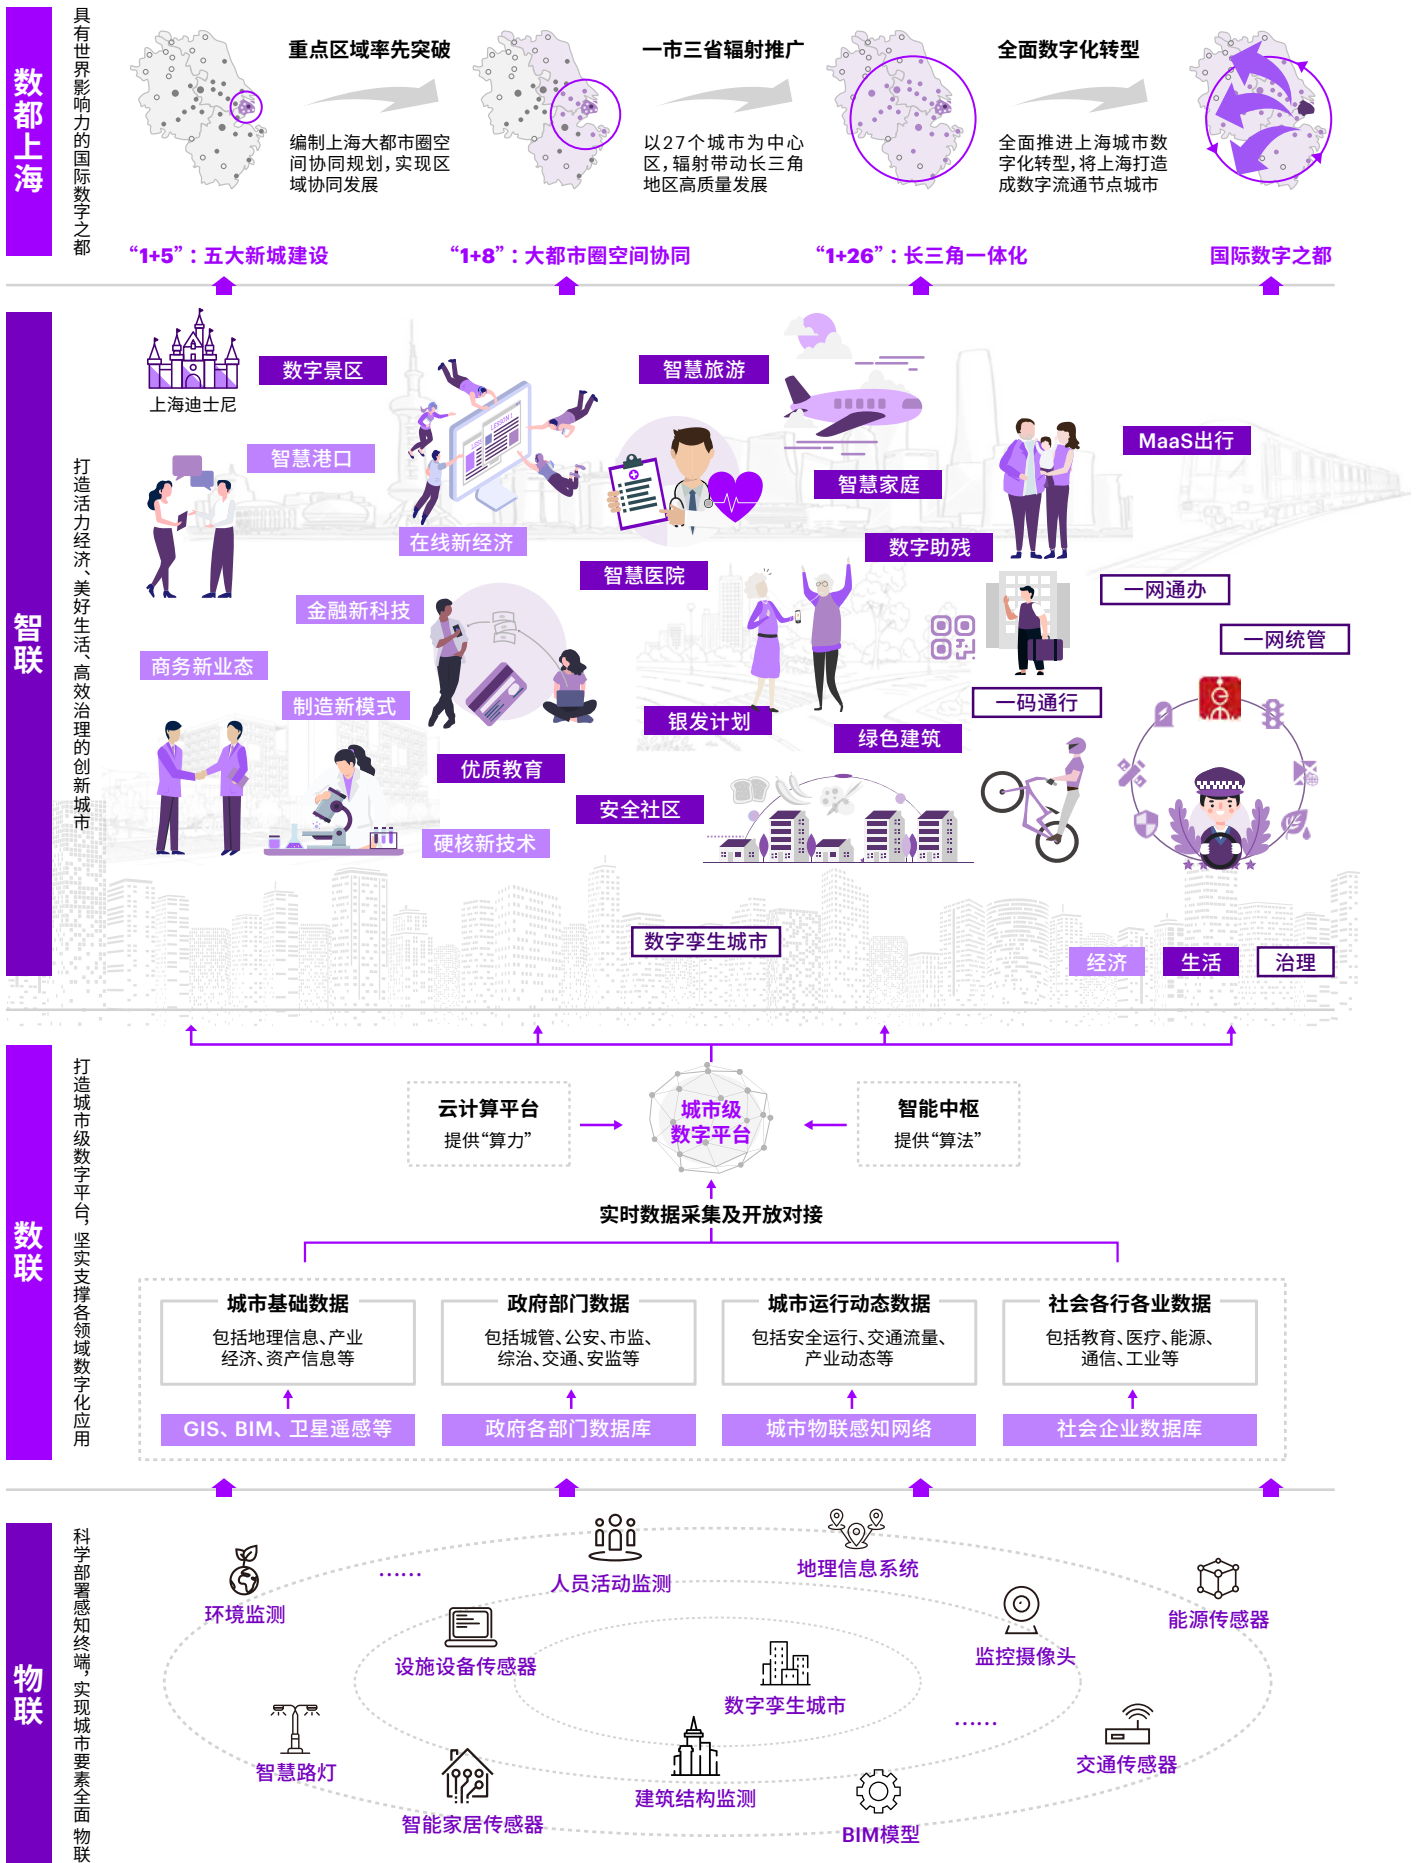 数都上海
具有世界影响力的国际数字之都
重点区域率先突破
编制上海大都市圈空
间协同规划，实现区
域协同发展
一市三省辐射推广
以27个城市为中心
区，辐射带动长三角
地区高质量发展
全面数字化转型
全面推进上海城市数
字化转型，将上海打造
成数字流通节点城市
“1+5”：五大新城建设
“1+8”：大都市圈空间协同
“1+26”：长三角一体化
国际数字之都
智联
打造活力经济、美好生活、高效治理的创新城市
上海迪士尼
数字景区
智慧旅游
MaaS出行
智慧港口
智慧家庭
在线新经济
数字助残
智慧医院
一网通办
金融新科技
一网统管
商务新业态
一码通行
制造新模式
银发计划
绿色建筑
优质教育
安全社区
硬核新技术
数字孪生城市
经济
生活
治理
数联
打造城市级数字平台，坚实支撑各领域数字化应用
云计算平台
提供“算力”
城市级
数字平台
智能中枢
提供“算法”
实时数据采集及开放对接
城市基础数据
包括地理信息、产业
经济、资产信息等
政府部门数据
包括城管、公安、市监、
综治、交通、安监等
城市运行动态数据
包括安全运行、交通流量、
产业动态等
社会各行各业数据
包括教育、医疗、能源、
通信、工业等
GIS、BIM、卫星遥感等
政府各部门数据库
城市物联感知网络
社会企业数据库
物联
科学部署感知终端，实现城市要素全面 物联
环境监测
……
人员活动监测
地理信息系统
能源传感器
设施设备传感器
监控摄像头
数字孪生城市
……
智慧路灯
交通传感器
建筑结构监测
智能家居传感器
BIM模型